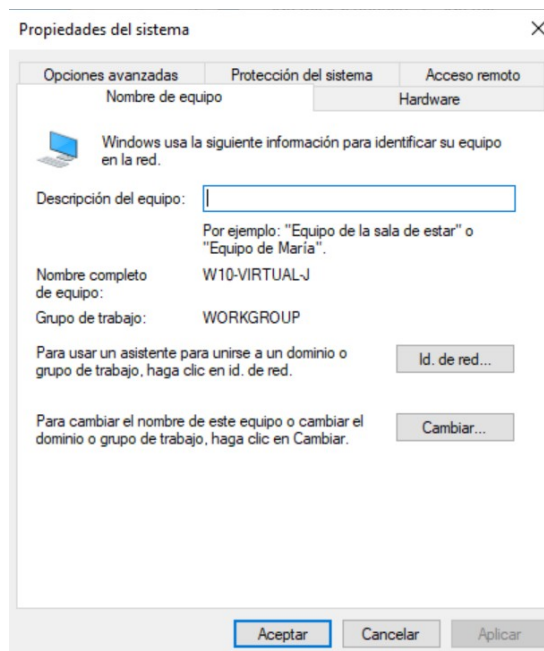 Propiedades del sistema
Opciones avanzadas
Protección del sistema
Acceso remoto
Nombre de equipo
Hardware
Windows usa la siguiente información para identificar su equipo
en la red.
Descripción del equipo:
Por ejemplo: "Equipo de la sala de estar" o
"Equipo de María".
Nombre completo
de equipo:
W10-VIRTUAL-J
Grupo de trabajo:
WORKGROUP
Para usar un asistente para unirse a un dominio o
grupo de trabajo, haga clic en id. de red.
Id. de red...
Para cambiar el nombre de este equipo o cambiar el
dominio o grupo de trabajo, haga clic en Cambiar.
Cambiar...
Aceptar
Cancelar
Aplicar